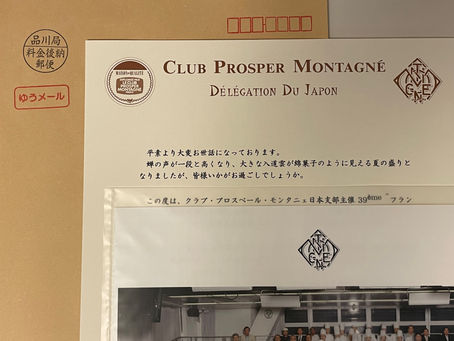 品川局
料金後納
郵便
ゆうメール
MAISON de QUALITÉ
CLUB
PROSPER
MONTAGNÉ
CLUB PROSPER MONTAGNÉ
DÉLÉGATION DU JAPON
平素より大変お世話になっております。
蝉の声が一段と高くなり、大きな入道雲が綿菓子のように見える夏の盛りと
なりましたが、皆様いかがお過ごしでしょうか。
この度は、クラブ・プロスペール・モンタニェ日本支部主催 39ème "フラン